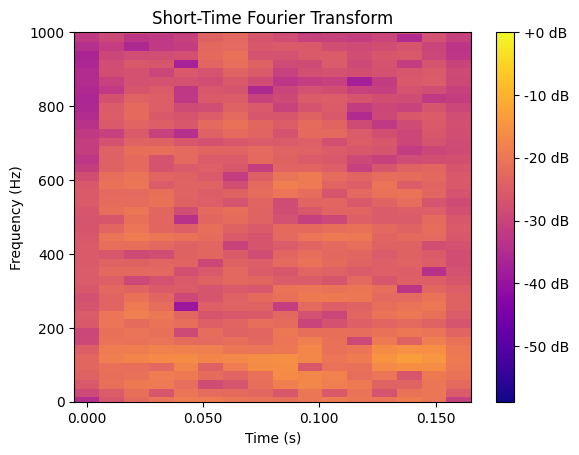 Short-Time Fourier Transform
Frequency (Hz)
1000
800
600
400
200
0
0.000
0.050
0.100
0.150
Time (s)
+0 dB
-10 dB
-20 dB
-30 dB
-40 dB
-50 dB